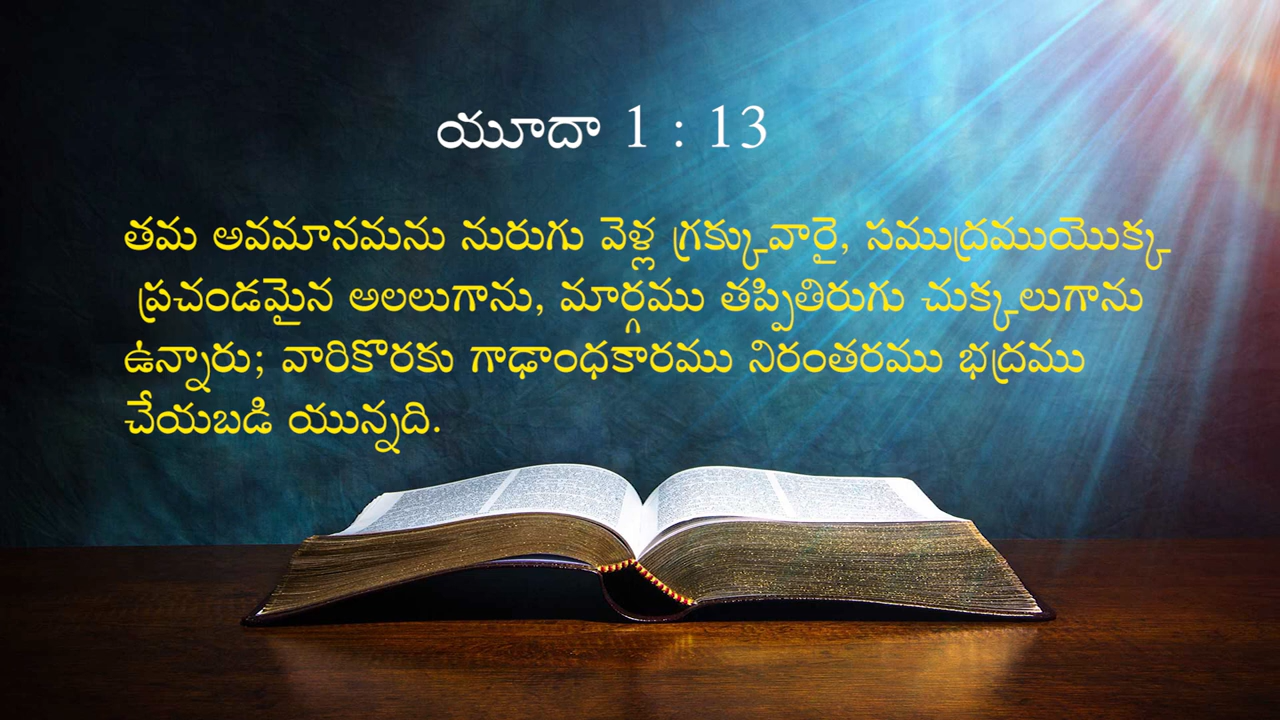 యూదా 1 : 13
తమ అవమానమను నురుగు వెళ్ల గ్రక్కువారై, సముద్రముయొక్క
ప్రచండమైన అలలుగాను, మార్గము తప్పితిరుగు చుక్కలుగాను
ఉన్నారు; వారికొరకు గాఢాంధకారము నిరంతరము భద్రము
చేయబడి యున్నది.